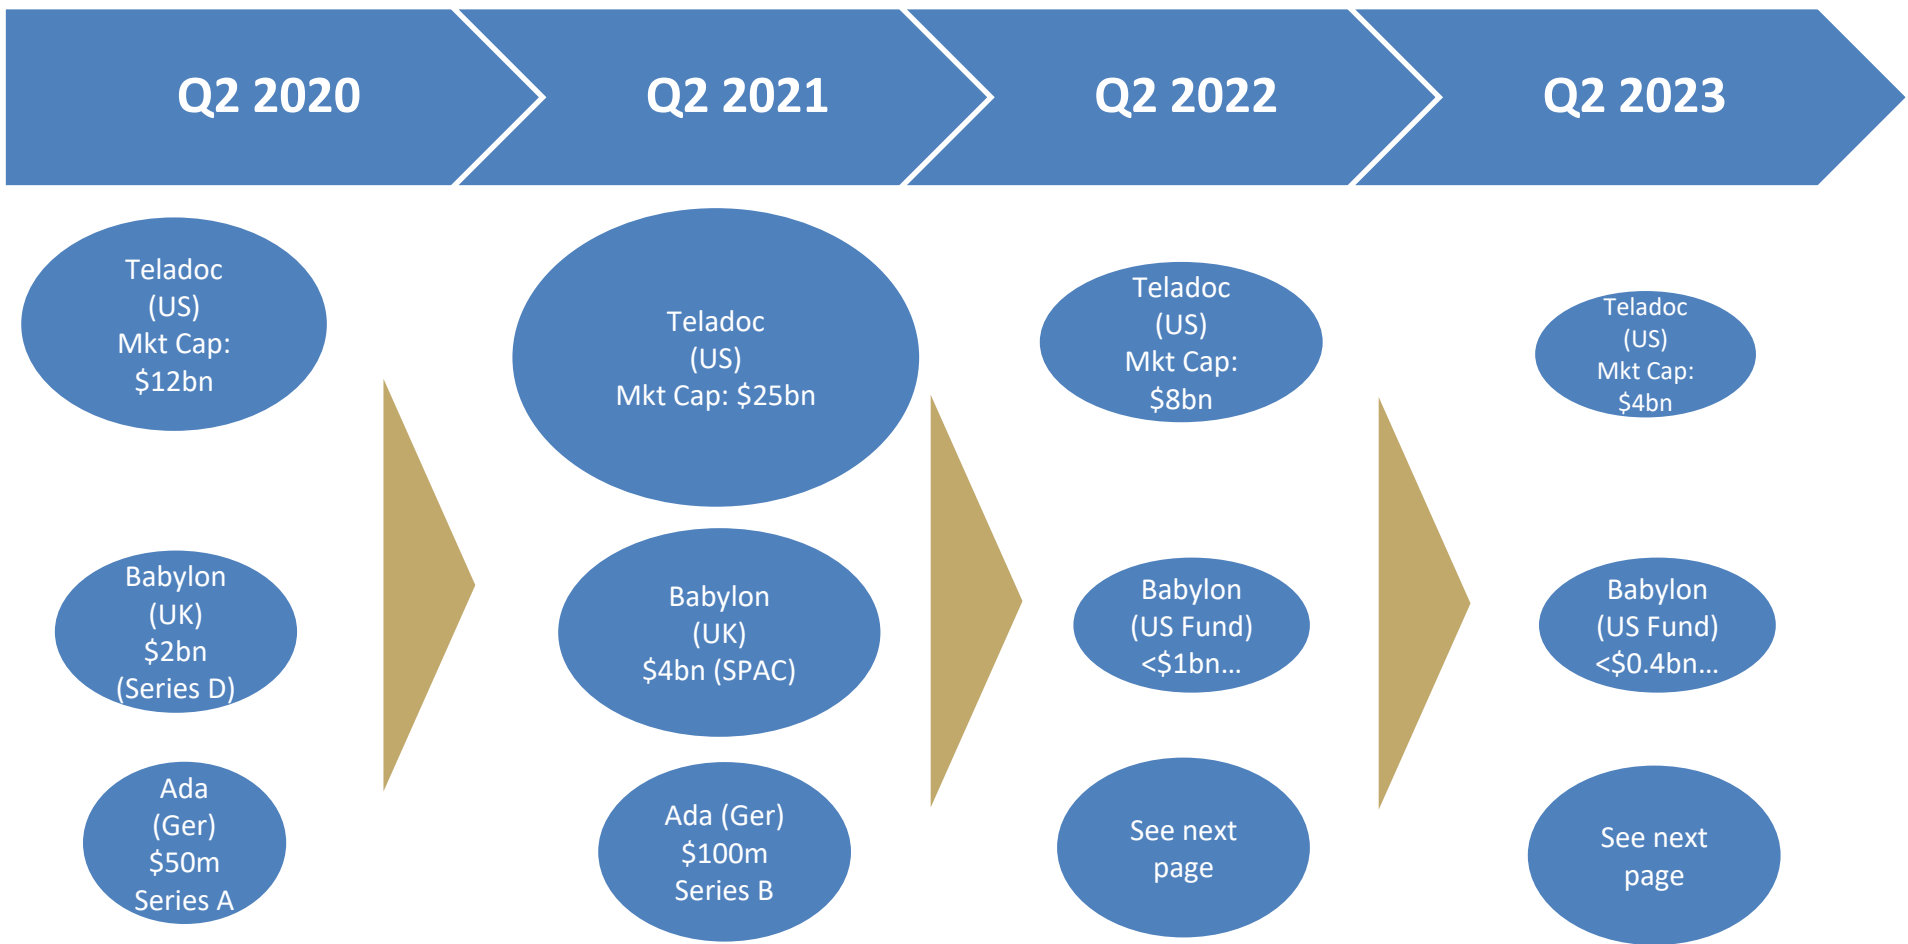 Q2 2020
Q2 2021
Q2 2022
Q2 2023
Teladoc
(US)
Mkt Cap:
$12bn
Teladoc
(US)
Mkt Cap: $25bn
Teladoc
(US)
Mkt Cap:
$8bn
Teladoc
(US)
Mkt Cap:
$4bn
Babylon
(UK)
$2bn
(Series D)
Babylon
(UK)
$4bn (SPAC)
Babylon
(US Fund)
<$1bn…
Babylon
(US Fund)
<$0.4bn…
Ada
(Ger)
$50m
Series A
Ada (Ger)
$100m
Series B
See next
page
See next
page